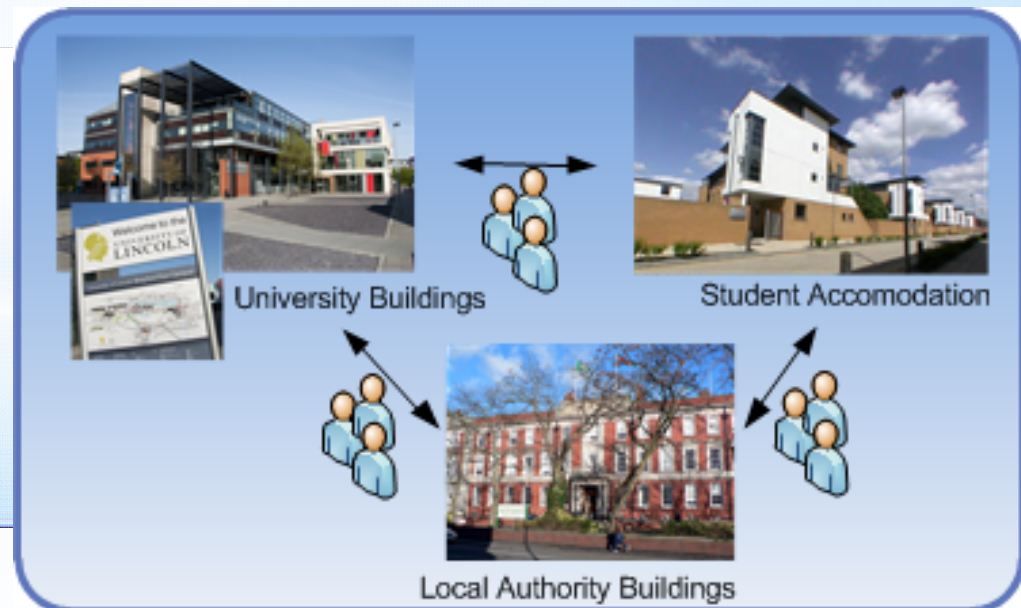 Welcome to the
UNIVERSITY OF
LINCOLN
University Buildings
Student Accomodation
Local Authority Buildings